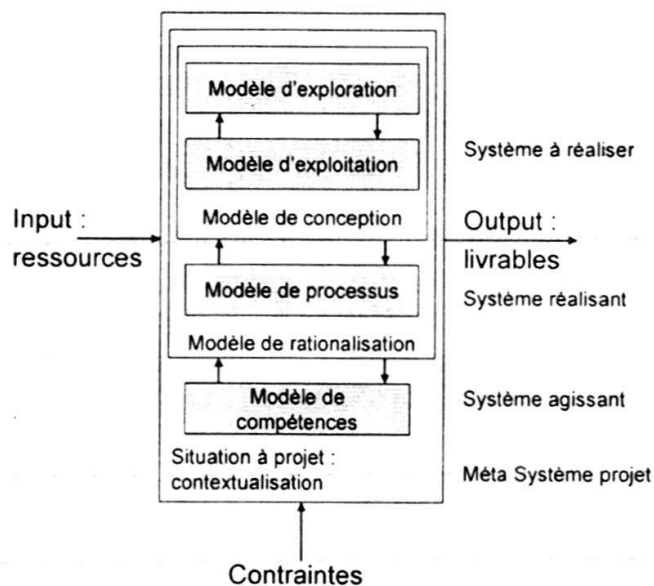 Modèle d'exploration
Modèle d'exploitation
Système à réaliser
Modèle de conception
Input :
ressources
Output :
livrables
Modèle de processus
Système réalisant
Modèle de rationalisation
Modèle de
compétences
Système agissant
Situation à projet :
contextualisation
Méta Système projet
Contraintes